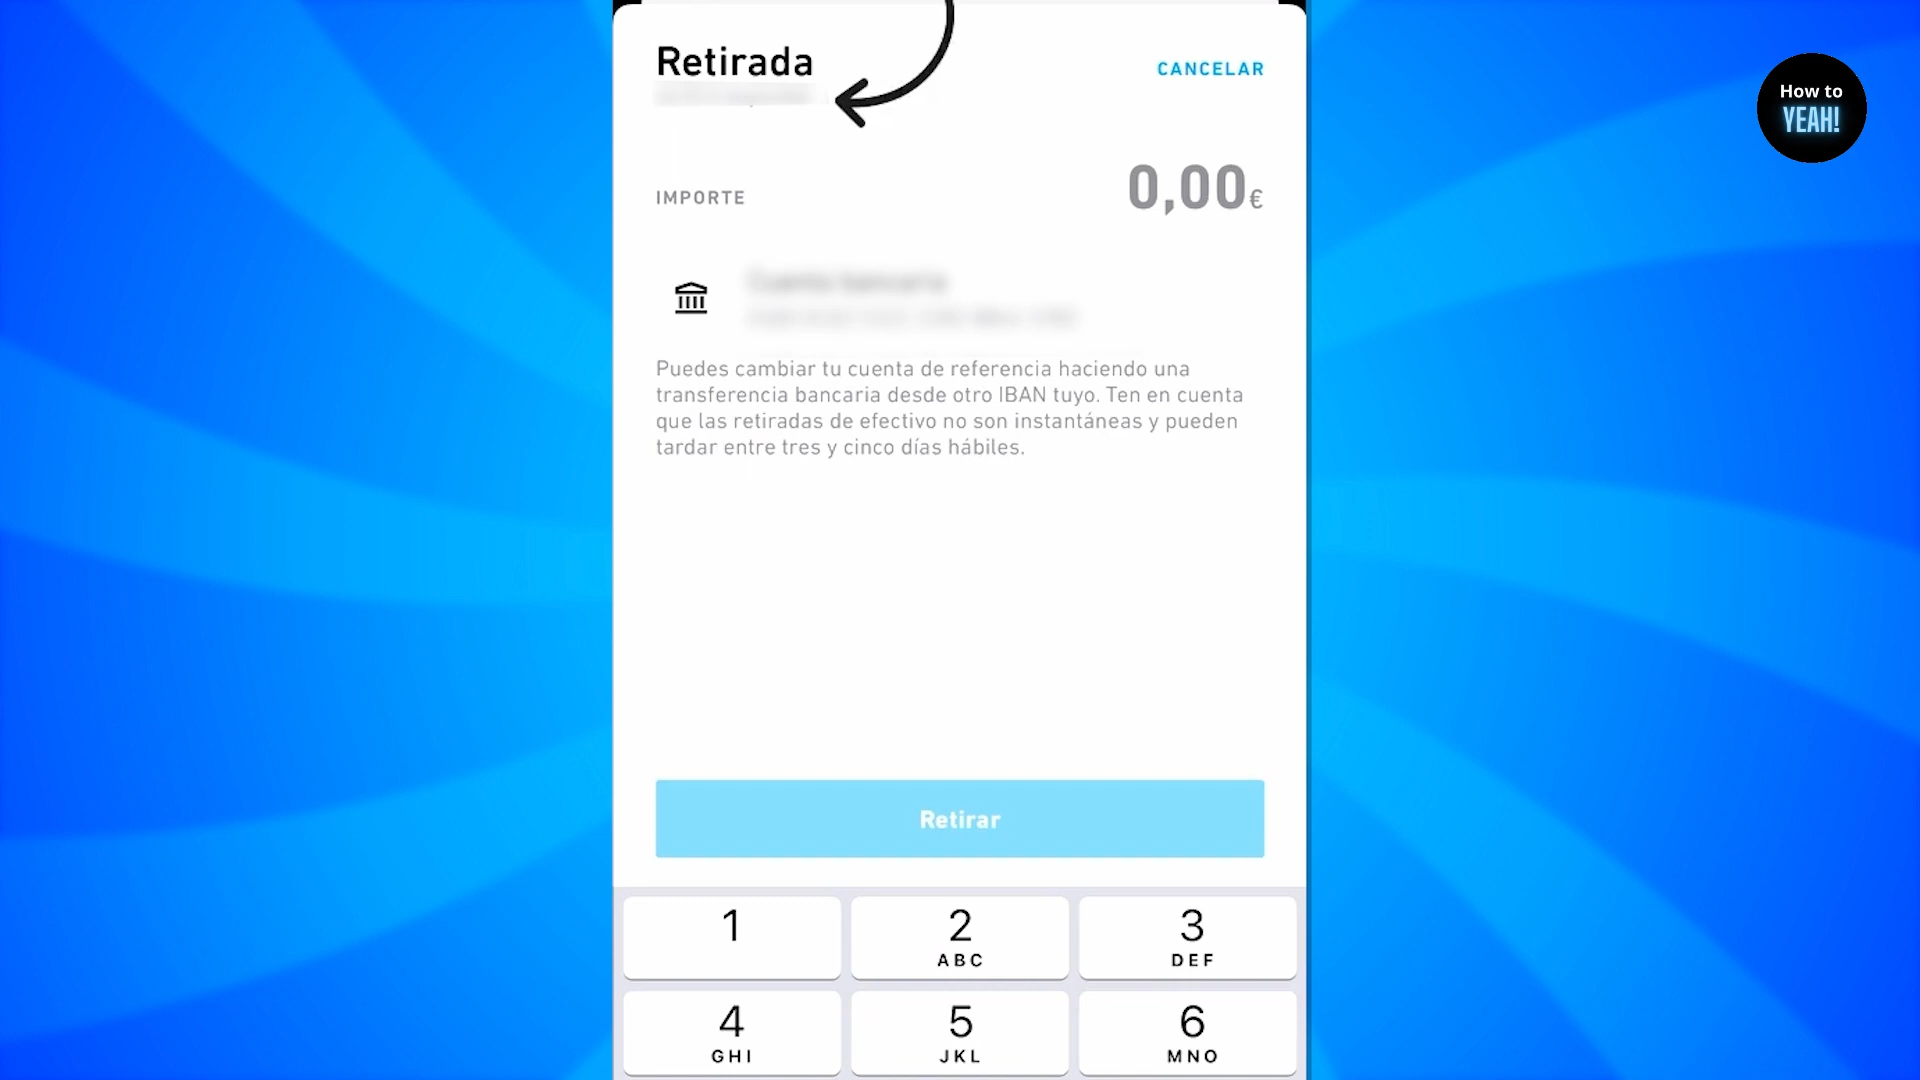 Retirada
CANCELAR
How to
YEAH!
IMPORTE
0,00€
Cuenta bancaria
Puedes cambiar tu cuenta de referencia haciendo una
transferencia bancaria desde otro IBAN tuyo. Ten en cuenta
que las retiradas de efectivo no son instantáneas y pueden
tardar entre tres y cinco días hábiles.
Retirar
1
2
ABC
3
DEF
4
GHI
5
JKL
6
MNO